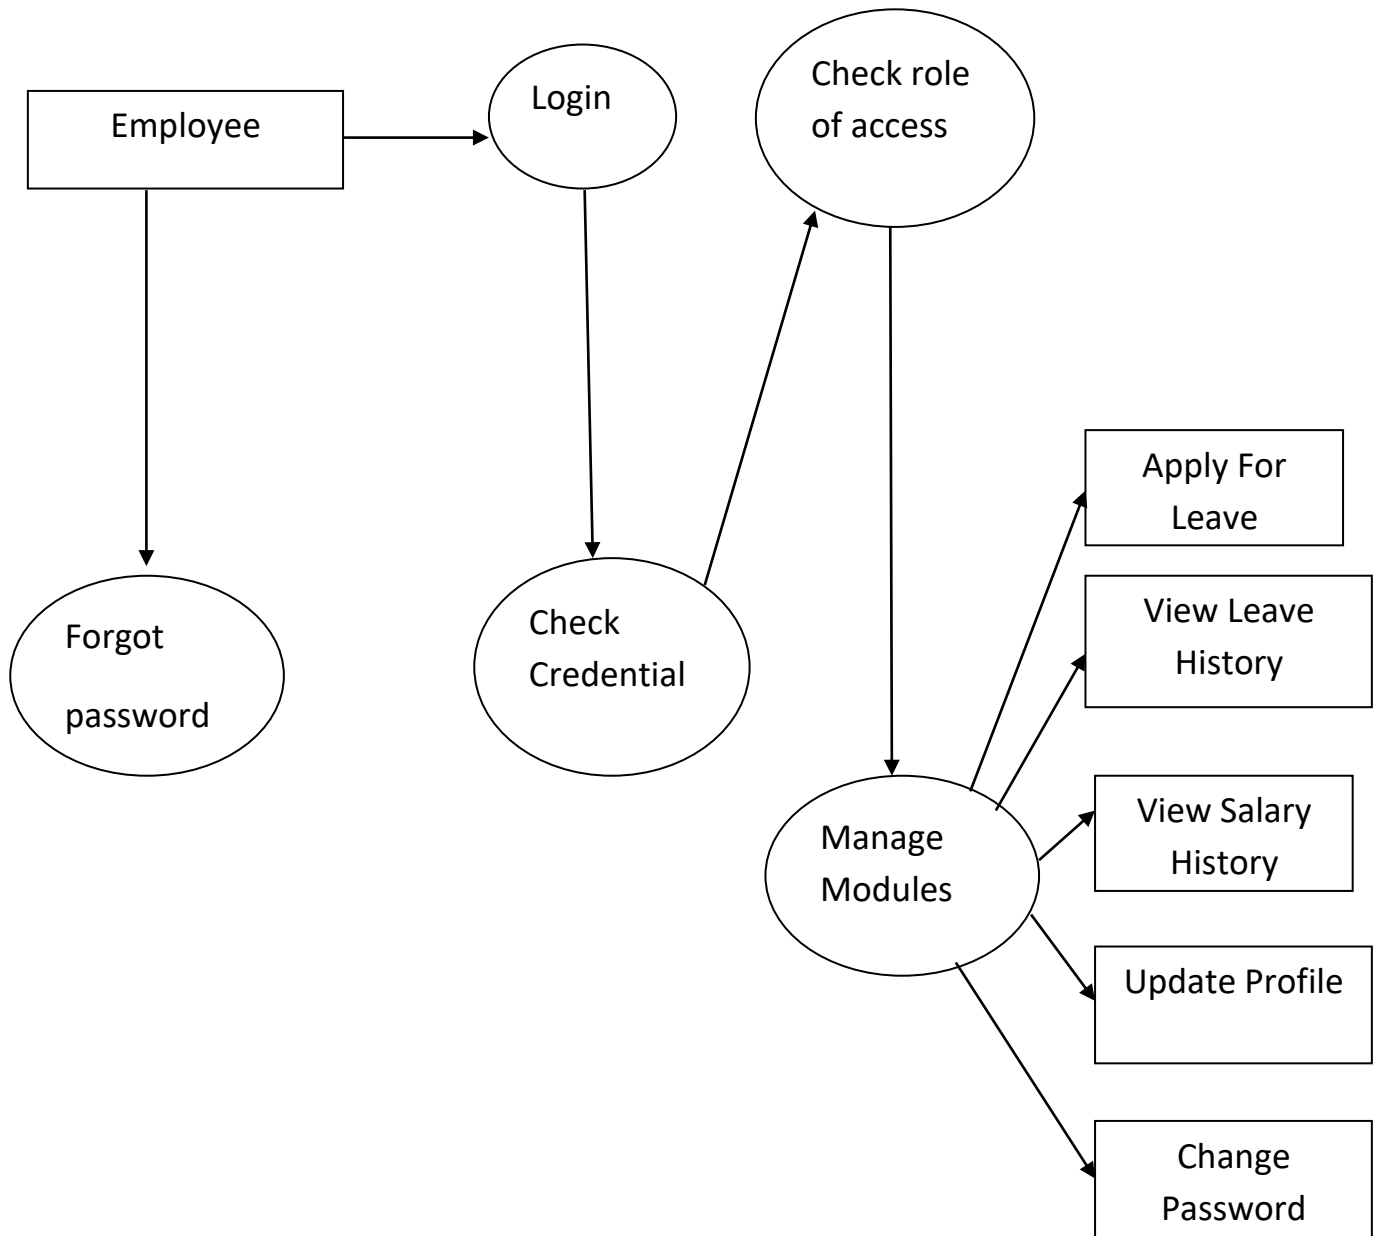 Employee
Login
Check role
of access
Forgot
password
Check
Credential
Manage
Modules
Apply For
Leave
View Leave
History
View Salary
History
Update Profile
Change
Password